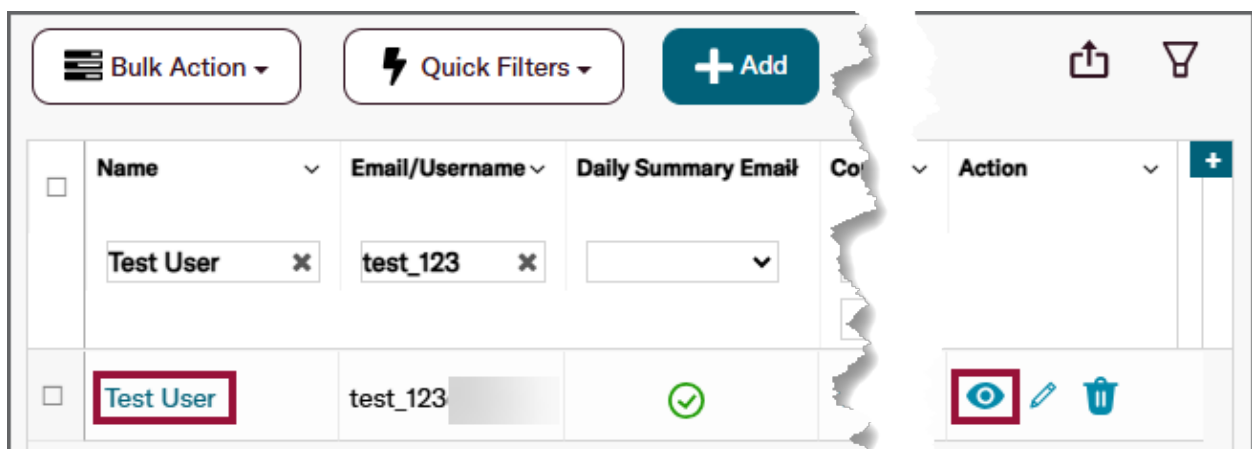 Bulk Action
Quick Filters
+ Add
Name
Email/Username
Daily Summary Email
Action
+
Test User
test_123
Test User
test_123